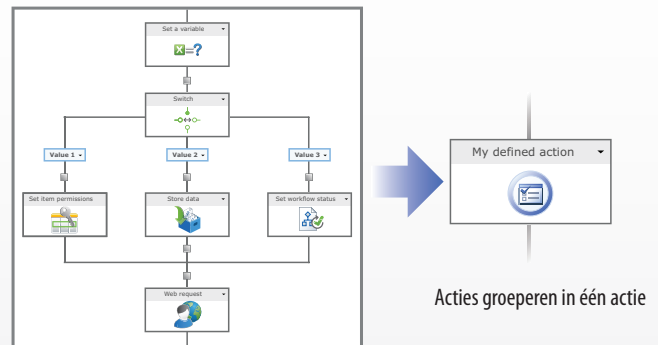 Set a variable
Switch
Value 1
Value 2
Value 3
Set item permissions
Store data
Set workflow status
Web request
My defined action
Acties groeperen in één actie